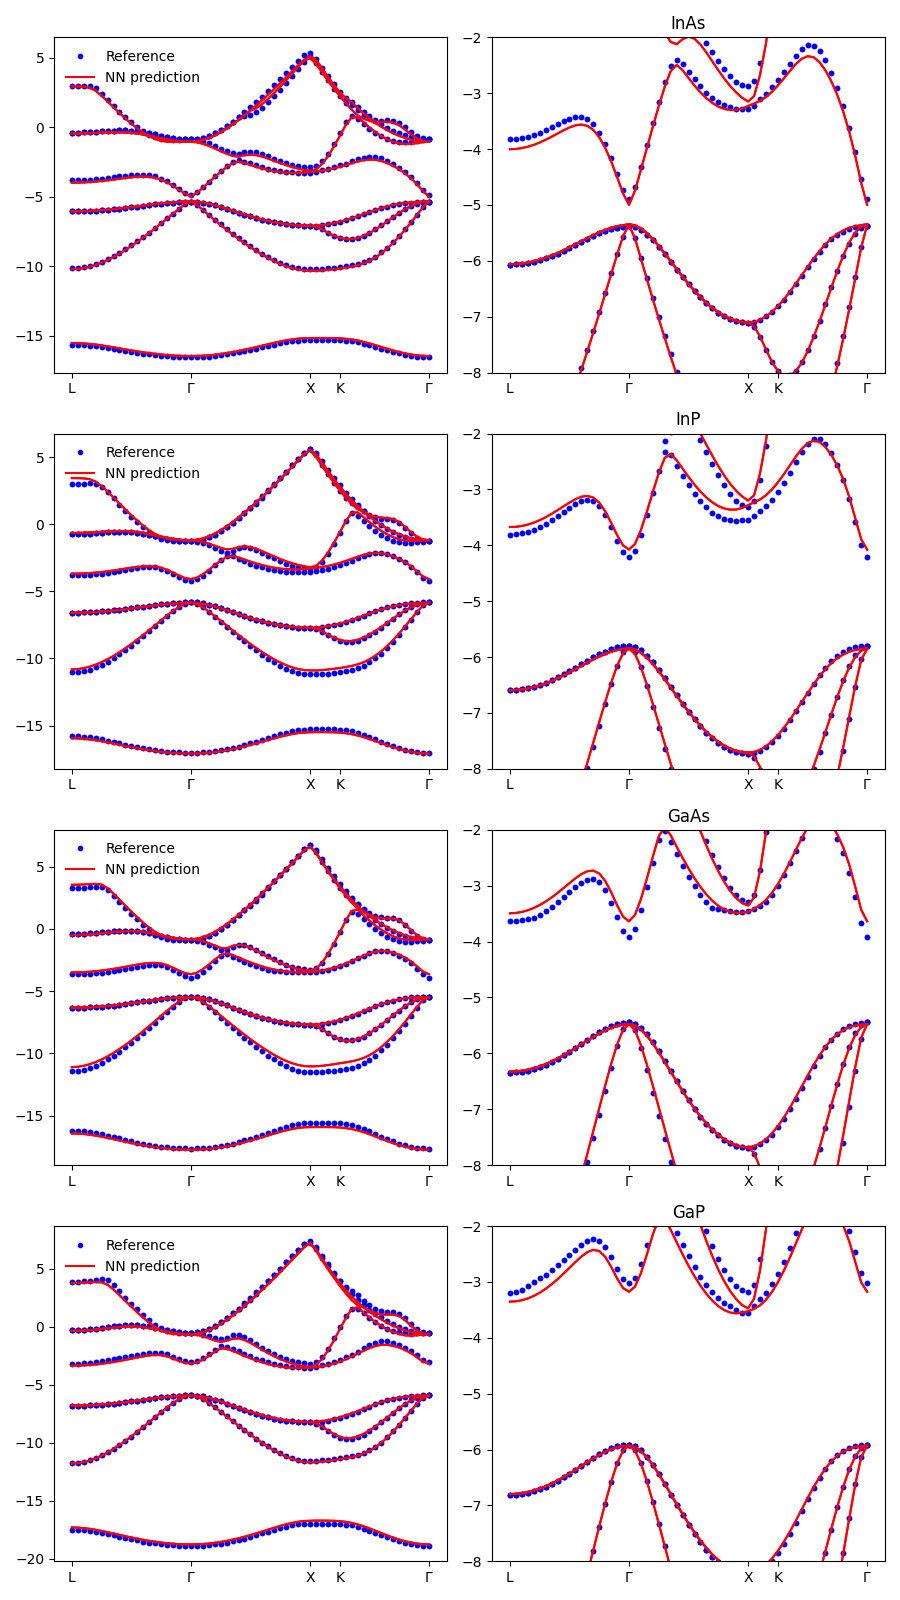 InAs
Reference
NN prediction
5
0
−5
−10
−15
L Γ X K Γ
−2
−3
−4
−5
−6
−7
−8
L Γ X K Γ
InP
Reference
NN prediction
5
0
−5
−10
−15
L Γ X K Γ
−2
−3
−4
−5
−6
−7
−8
L Γ X K Γ
GaAs
Reference
NN prediction
5
0
−5
−10
−15
L Γ X K Γ
−2
−3
−4
−5
−6
−7
−8
L Γ X K Γ
GaP
Reference
NN prediction
5
0
−5
−10
−15
−20
L Γ X K Γ
−2
−3
−4
−5
−6
−7
−8
L Γ X K Γ